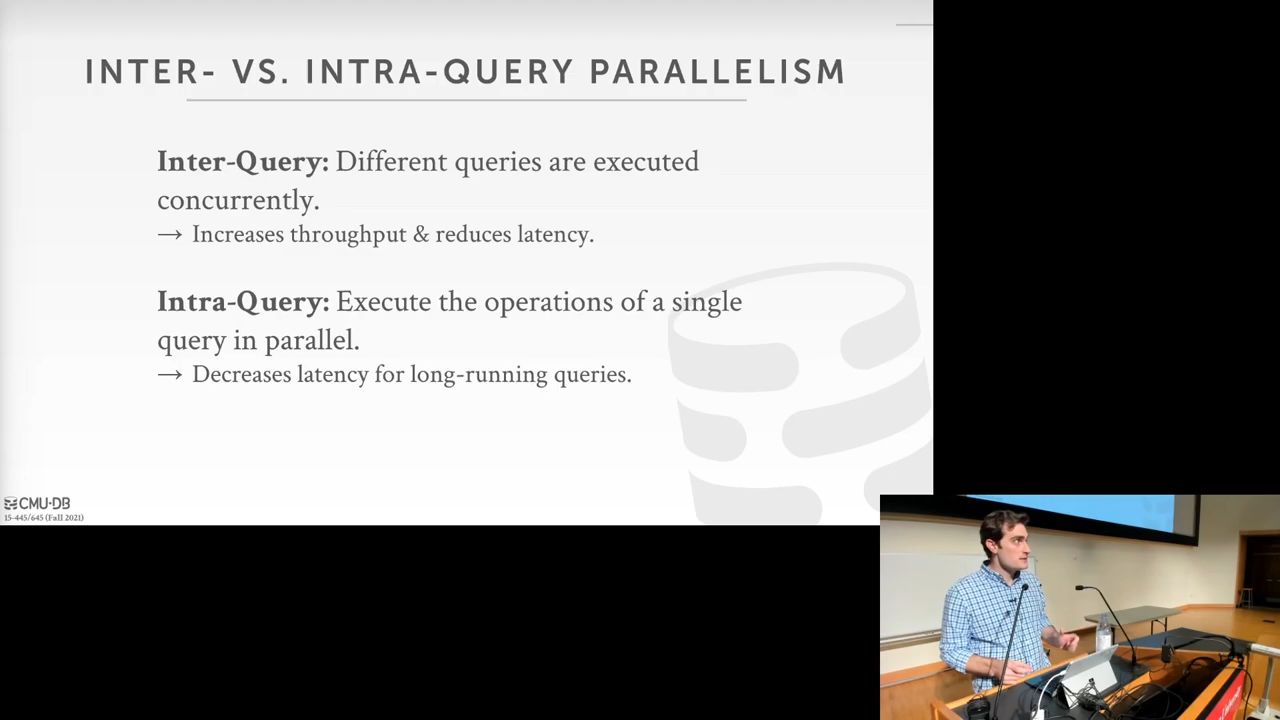 INTER- VS. INTRA-QUERY PARALLELISM
Inter-Query: Different queries are executed
concurrently.
→ Increases throughput & reduces latency.
Intra-Query: Execute the operations of a single
query in parallel.
→ Decreases latency for long-running queries.
CMU·DB
15-445/645 (Fall 2021)